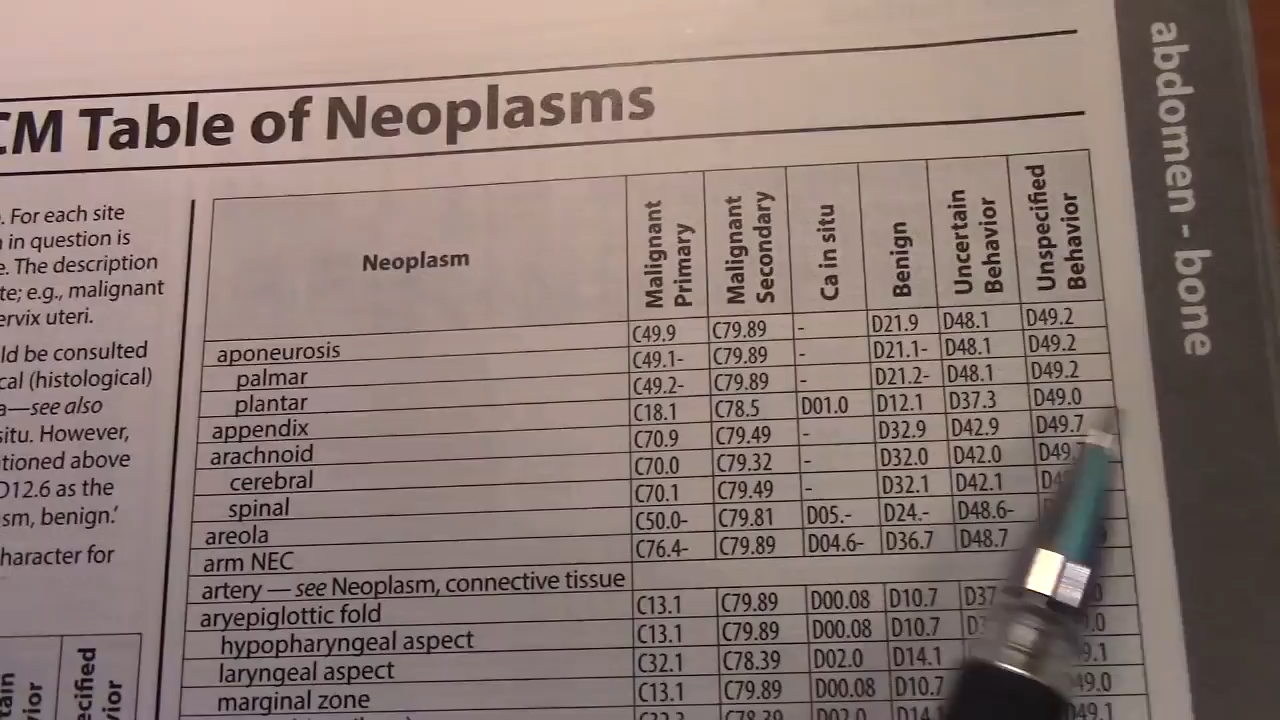 CM Table of Neoplasms
. For each site
in question is
e. The description
te; e.g., malignant
ervix uteri.
ld be consulted
cal (histological)
a—see also
situ. However,
tioned above
D12.6 as the
sm, benign.'
haracter for
tain
vior
ecified
vior
Neoplasm Malignant Primary Malignant Secondary Ca in situ Benign Uncertain Behavior Unspecified Behavior
aponeurosis C49.9 C79.89 - D21.9 D48.1 D49.2
palmar C49.1- C79.89 - D21.1- D48.1 D49.2
plantar C49.2- C79.89 - D21.2- D48.1 D49.2
appendix C18.1 C78.5 D01.0 D12.1 D37.3 D49.0
arachnoid C70.9 C79.49 - D32.9 D42.9 D49.7
cerebral C70.0 C79.32 - D32.0 D42.0 D49.
spinal C70.1 C79.49 - D32.1 D42.1
areola C50.0- C79.81 D05.- D24.- D48.6-
arm NEC C76.4- C79.89 D04.6- D36.7 D48.7
artery — see Neoplasm, connective tissue
aryepiglottic fold C13.1 C79.89 D00.08 D10.7 D37
hypopharyngeal aspect C13.1 C79.89 D00.08 D10.7
laryngeal aspect C32.1 C78.39 D02.0 D14.1 9.1
marginal zone C13.1 C79.89 D00.08 D10.7 49.0
abdomen - bone